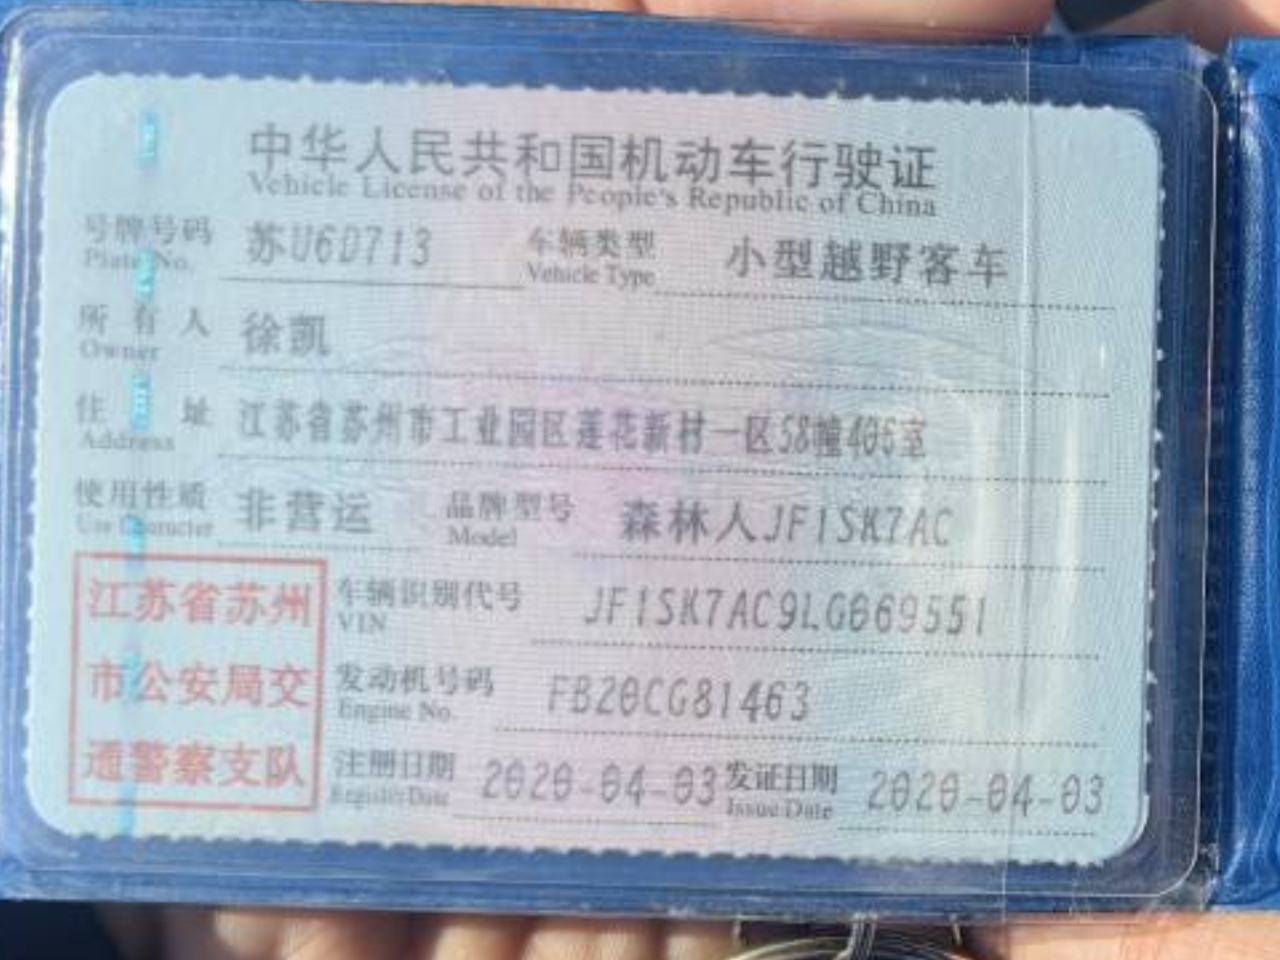 中华人民共和国机动车行驶证
Vehicle License of the People's Republic of China
号牌号码 苏U6D713 车辆类型 小型越野客车
Plate No. Vehicle Type
所有人 徐凯
Owner
住址 江苏省苏州市工业园区莲花新村一区58幢406室
Address
使用性质 非营运 品牌型号 森林人JF1SK7AC
Use Character Model
江苏省苏州
市公安局交
通警察支队
车辆识别代号 JF1SK7AC9LG069551
VIN
发动机号码 FB20CG81463
Engine No.
注册日期 2020-04-03 发证日期 2020-04-03
Register Date Issue Date